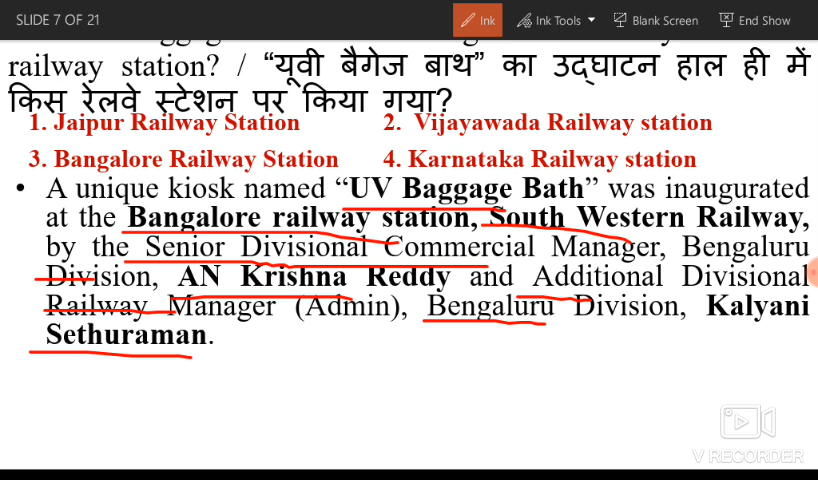 SLIDE 7 OF 21
Ink
Ink Tools
Blank Screen
End Show
railway station? / “यूवी बैगेज बाथ” का उद्घाटन हाल ही में
किस रेलवे स्टेशन पर किया गया?
1. Jaipur Railway Station
2. Vijayawada Railway station
3. Bangalore Railway Station
4. Karnataka Railway station
• A unique kiosk named “UV Baggage Bath” was inaugurated
at the Bangalore railway station, South Western Railway,
by the Senior Divisional Commercial Manager, Bengaluru
Division, AN Krishna Reddy and Additional Divisional
Railway Manager (Admin), Bengaluru Division, Kalyani
Sethuraman.
V RECORDER